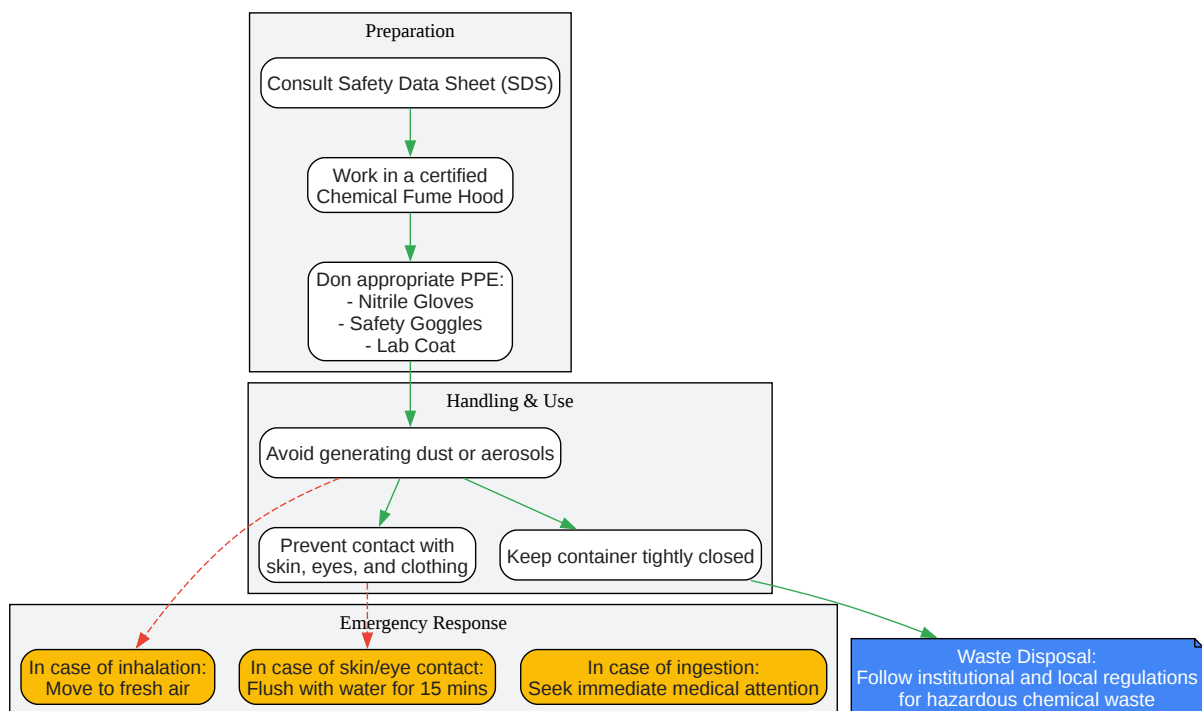 Preparation
Consult Safety Data Sheet (SDS)
Work in a certified
Chemical Fume Hood
Don appropriate PPE:
- Nitrile Gloves
- Safety Goggles
- Lab Coat
Handling & Use
Avoid generating dust or aerosols
Prevent contact with
skin, eyes, and clothing
Keep container tightly closed
Emergency Response
In case of inhalation:
Move to fresh air
In case of skin/eye contact:
Flush with water for 15 mins
In case of ingestion:
Seek immediate medical attention
Waste Disposal:
Follow institutional and local regulations
for hazardous chemical waste